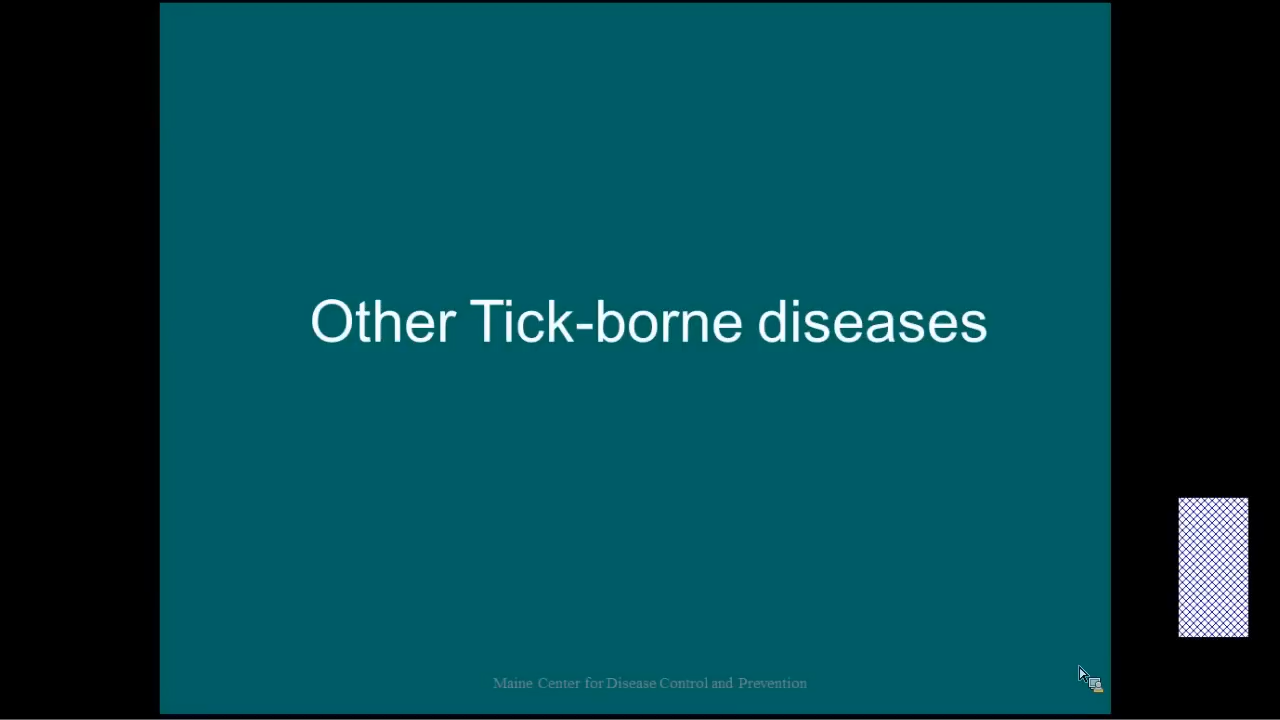 Other Tick-borne diseases
Maine Center for Disease Control and Prevention